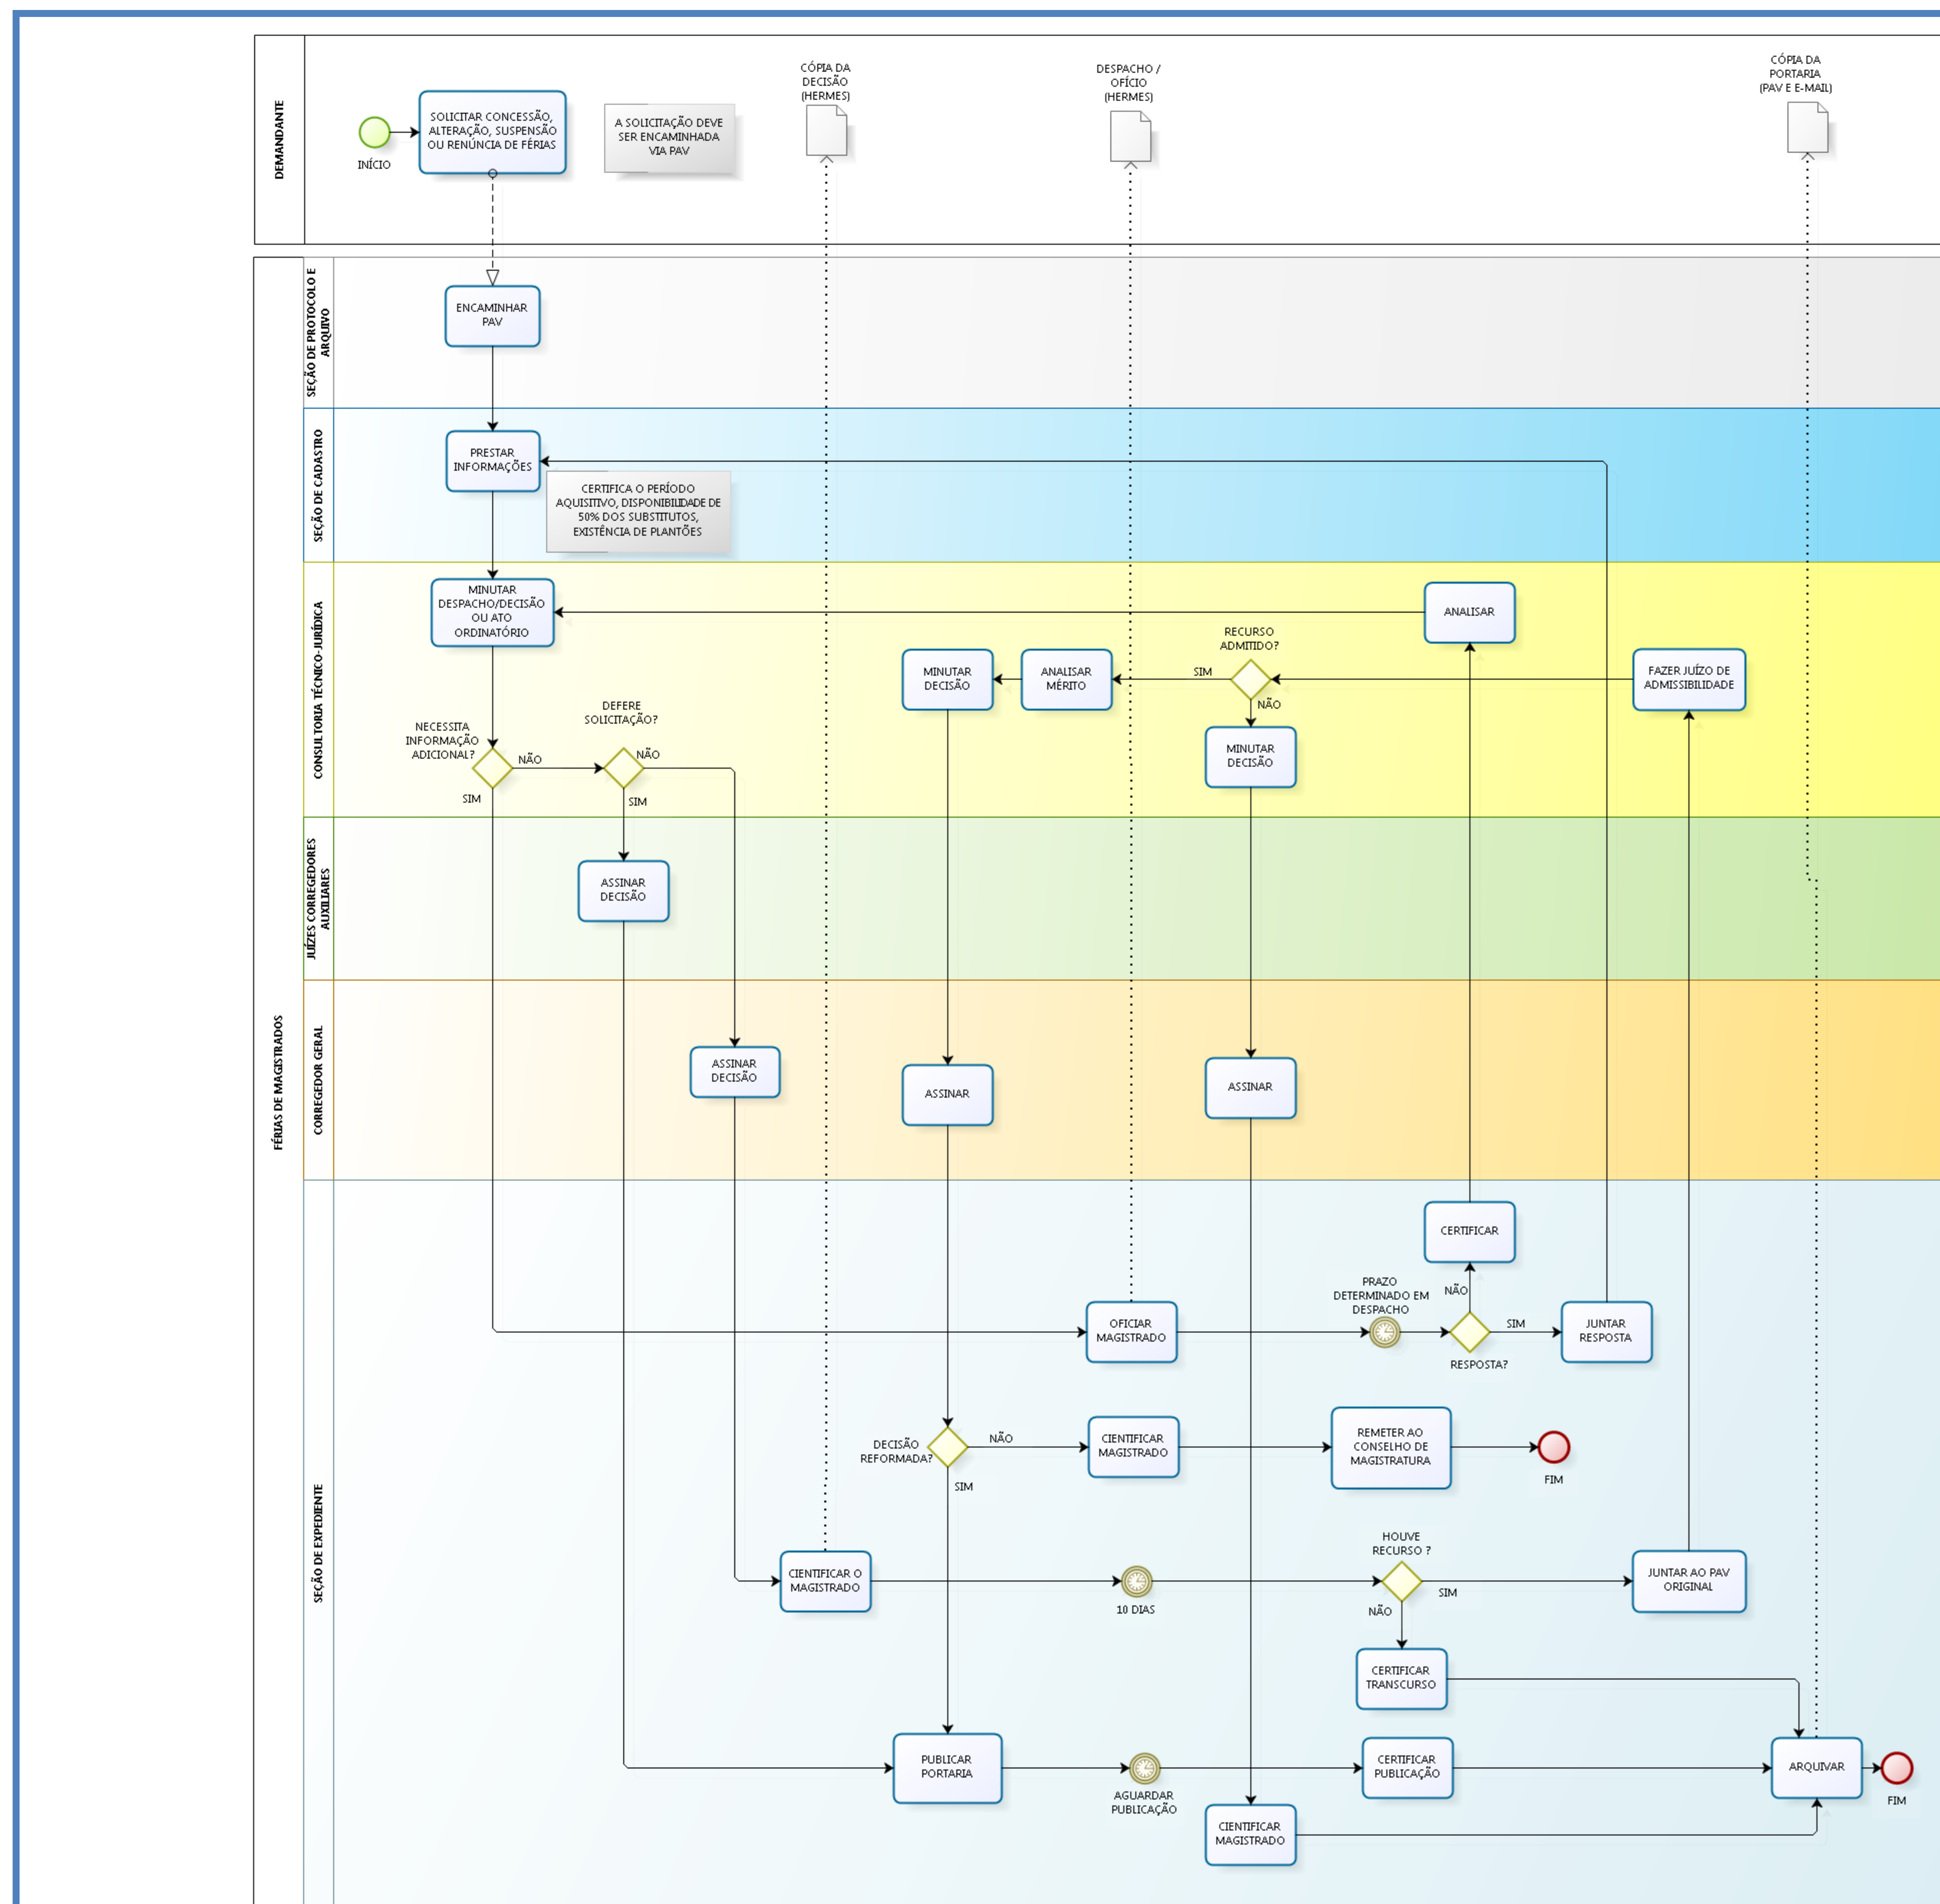 DEMANDANTE
INÍCIO
SOLICITAR CONCESSÃO,
ALTERAÇÃO, SUSPENSÃO
OU RENÚNCIA DE FÉRIAS
A SOLICITAÇÃO DEVE
SER ENCAMINHADA
VIA PAV
CÓPIA DA
DECISÃO
(HERMES)
DESPACHO /
OFÍCIO
(HERMES)
CÓPIA DA
PORTARIA
(PAV E E-MAIL)
FÉRIAS DE MAGISTRADOS
SEÇÃO DE PROTOCOLO E
ARQUIVO
ENCAMINHAR
PAV
SEÇÃO DE CADASTRO
PRESTAR
INFORMAÇÕES
CERTIFICA O PERÍODO
AQUISITIVO, DISPONIBILIDADE DE
50% DOS SUBSTITUTOS,
EXISTÊNCIA DE PLANTÕES
CONSULTORIA TÉCNICO-JURÍDICA
MINUTAR
DESPACHO/DECISÃO
OU ATO
ORDINATÓRIO
ANALISAR
RECURSO
ADMITIDO?
MINUTAR
DECISÃO
ANALISAR
MÉRITO
SIM
NÃO
FAZER JUÍZO DE
ADMISSIBILIDADE
MINUTAR
DECISÃO
NECESSITA
INFORMAÇÃO
ADICIONAL?
NÃO
SIM
DEFERE
SOLICITAÇÃO?
NÃO
SIM
JUÍZES CORREGEDORES
AUXILIARES
ASSINAR
DECISÃO
CORREGEDOR GERAL
ASSINAR
DECISÃO
ASSINAR
ASSINAR
SEÇÃO DE EXPEDIENTE
CERTIFICAR
OFICIAR
MAGISTRADO
PRAZO
DETERMINADO EM
DESPACHO
NÃO
SIM
RESPOSTA?
JUNTAR
RESPOSTA
DECISÃO
REFORMADA?
NÃO
SIM
CIENTIFICAR
MAGISTRADO
REMETER AO
CONSELHO DE
MAGISTRATURA
FIM
CIENTIFICAR O
MAGISTRADO
10 DIAS
HOUVE
RECURSO ?
SIM
NÃO
JUNTAR AO PAV
ORIGINAL
CERTIFICAR
TRANSCURSO
PUBLICAR
PORTARIA
AGUARDAR
PUBLICAÇÃO
CERTIFICAR
PUBLICAÇÃO
ARQUIVAR
FIM
CIENTIFICAR
MAGISTRADO